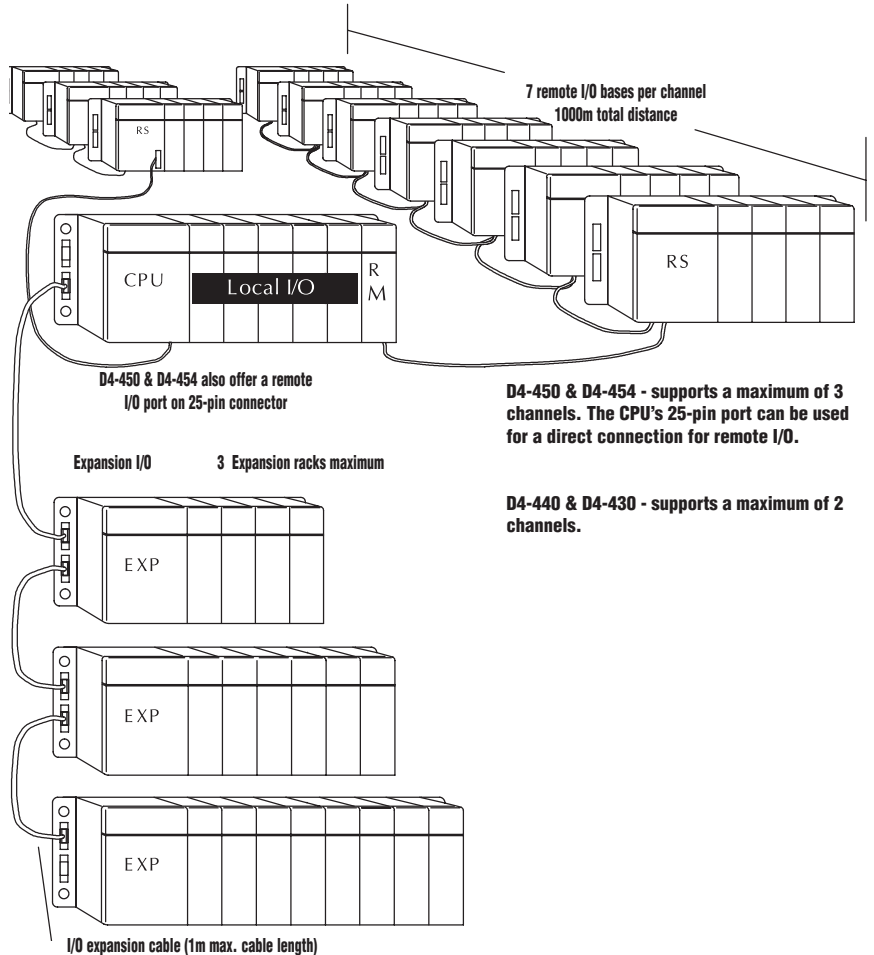 7 remote I/O bases per channel
1000m total distance
RS
RS
CPU
Local I/O
R
M
D4-450 & D4-454 also offer a remote
I/O port on 25-pin connector
D4-450 & D4-454 - supports a maximum of 3
channels. The CPU's 25-pin port can be used
for a direct connection for remote I/O.
Expansion I/O 3 Expansion racks maximum
D4-440 & D4-430 - supports a maximum of 2
channels.
EXP
EXP
EXP
I/O expansion cable (1m max. cable length)